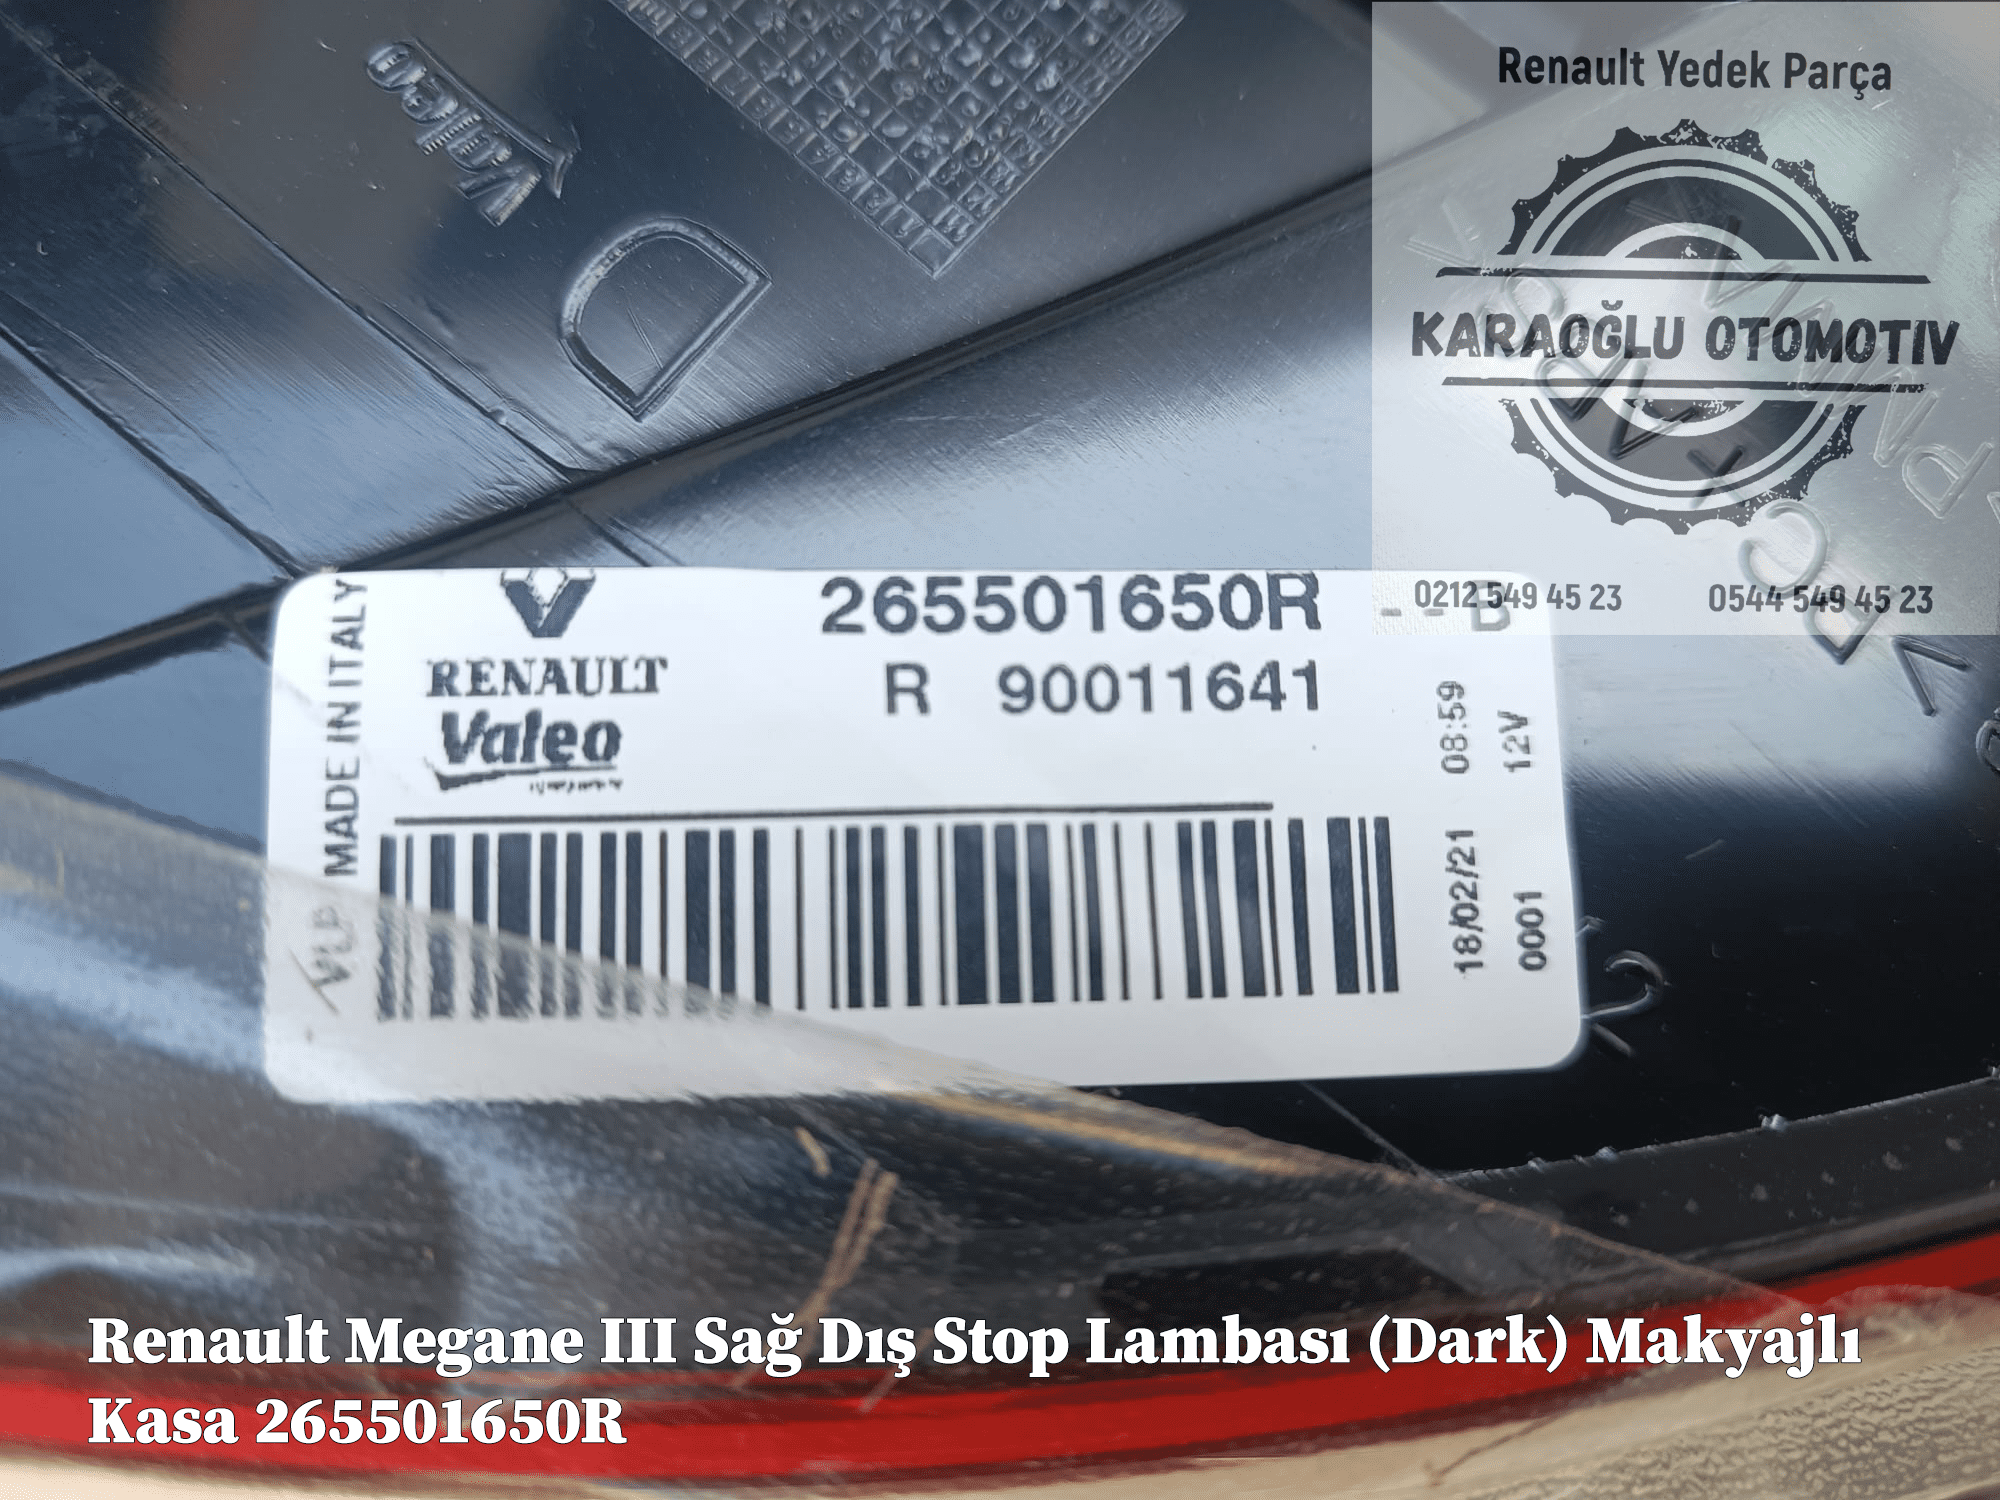 Renault Yedek Parça
KARAOĞLU OTOMOTIV
0212 549 45 23
0544 549 45 23
Valeo
D
265501650R -- B
R 90011641
RENAULT
Valeo
VLP MADE IN ITALY
18/02/21 08:59
0001 12V
Renault Megane III Sağ Dış Stop Lambası (Dark) Makyajlı
Kasa 265501650R